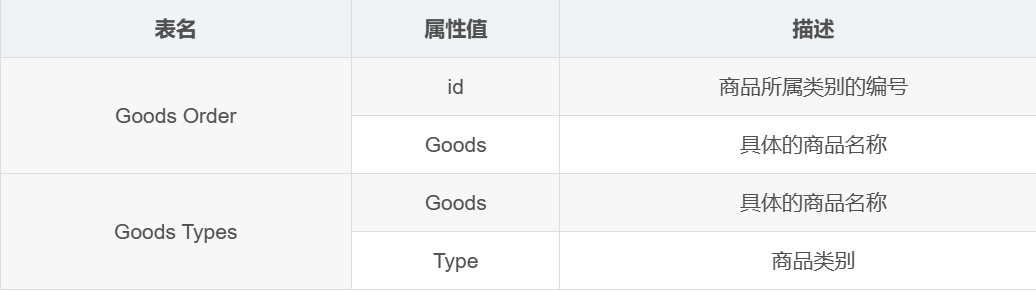 表名 属性值 描述
Goods Order id 商品所属类别的编号
Goods 具体的商品名称
Goods Types Goods 具体的商品名称
Type 商品类别